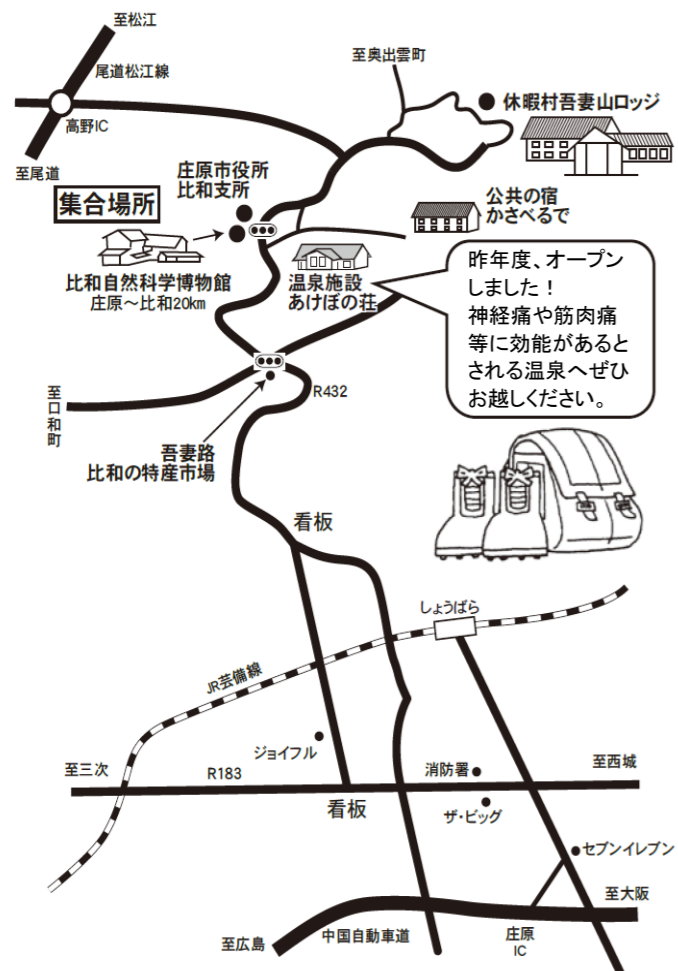 至松江
尾道松江線
至奥出雲町
休暇村吾妻山ロッジ
高野IC
至尾道
庄原市役所
比和支所
集合場所
公共の宿
かさべるで
比和自然科学博物館
庄原～比和20km
温泉施設
あけぼの荘
昨年度、オープン
しました！
神経痛や筋肉痛
等に効能があると
される温泉へぜひ
お越しください。
至口和町
R432
吾妻路
比和の特産市場
看板
しょうばら
JR芸備線
ジョイフル
至三次
R183
消防署
至西城
看板
ザ・ビッグ
セブンイレブン
至大阪
至広島
中国自動車道
庄原
IC